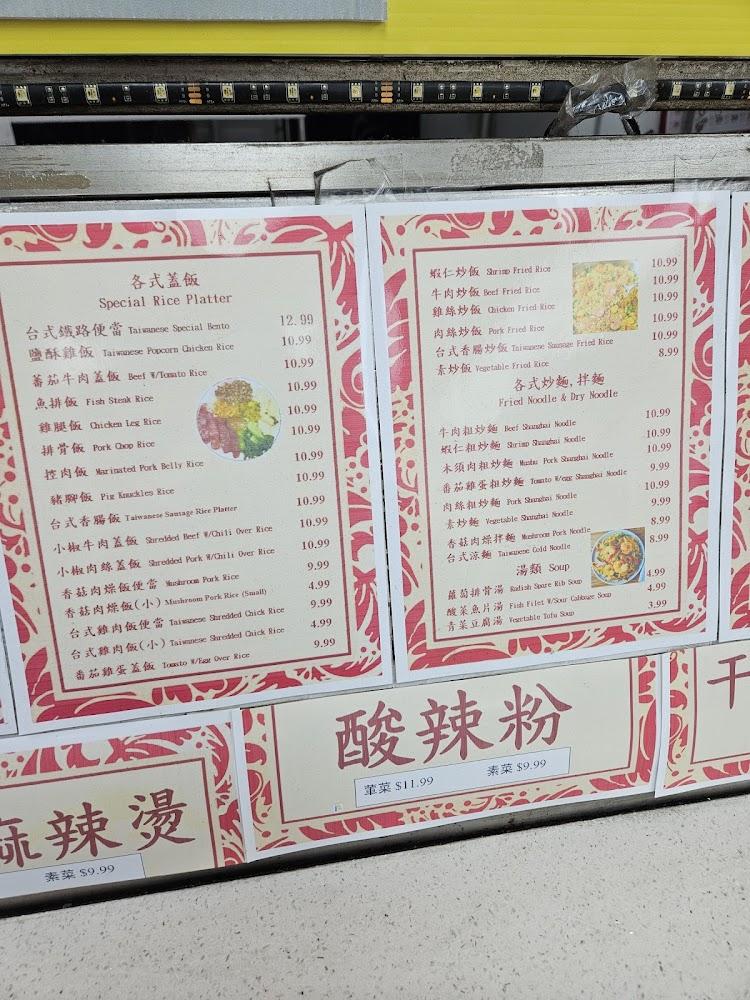 各式蓋飯
Special Rice Platter
台式鐵路便當 Taiwanese Special Bento 12.99
鹽酥雞飯 Taiwanese Popcorn Chicken Rice 10.99
蕃茄牛肉蓋飯 Beef W/Tomato Rice 10.99
魚排飯 Fish Steak Rice 10.99
雞腿飯 Chicken Leg Rice 10.99
排骨飯 Pork Chop Rice 10.99
控肉飯 Marinated Pork Belly Rice 10.99
豬腳飯 Pig Knuckles Rice 10.99
台式香腸飯 Taiwanese Sausage Rice Platter 10.99
小椒牛肉蓋飯 Shredded Beef W/Chili Over Rice 10.99
小椒肉絲蓋飯 Shredded Pork W/Chili Over Rice 10.99
香菇肉燥飯便當 Mushroom Pork Rice 9.99
香菇肉燥飯(小) Mushroom Pork Rice (Small) 4.99
台式雞肉飯便當 Taiwanese Shredded Chick Rice 9.99
台式雞肉飯(小) Taiwanese Shredded Chick Rice 4.99
番茄雞蛋蓋飯 Tomato W/Egg Over Rice 9.99
蝦仁炒飯 Shrimp Fried Rice 10.99
牛肉炒飯 Beef Fried Rice 10.99
雞絲炒飯 Chicken Fried Rice 10.99
肉絲炒飯 Pork Fried Rice 10.99
台式香腸炒飯 Taiwanese Sausage Fried Rice 10.99
素炒飯 Vegetable Fried Rice 8.99
各式炒麵,拌麵
Fried Noodle & Dry Noodle
牛肉粗炒麵 Beef Shanghai Noodle 10.99
蝦仁粗炒麵 Shrimp Shanghai Noodle 10.99
木須肉粗炒麵 Mushu Pork Shanghai Noodle 10.99
番茄雞蛋粗炒麵 Tomato W/egg Shanghai Noodle 9.99
肉絲粗炒麵 Pork Shanghai Noodle 10.99
素炒麵 Vegetable Shanghai Noodle 9.99
香菇肉燥拌麵 Mushroom Pork Noodle 8.99
台式涼麵 Taiwanese Cold Noodle 8.99
湯類 Soup
蘿蔔排骨湯 Radish Spare Rib Soup 4.99
酸菜魚片湯 Fish Filet W/Sour Cabbage Soup 4.99
青菜豆腐湯 Vegetable Tofu Soup 3.99
麻辣燙
素菜 $9.99
酸辣粉
葷菜 $11.99 素菜 $9.99
干